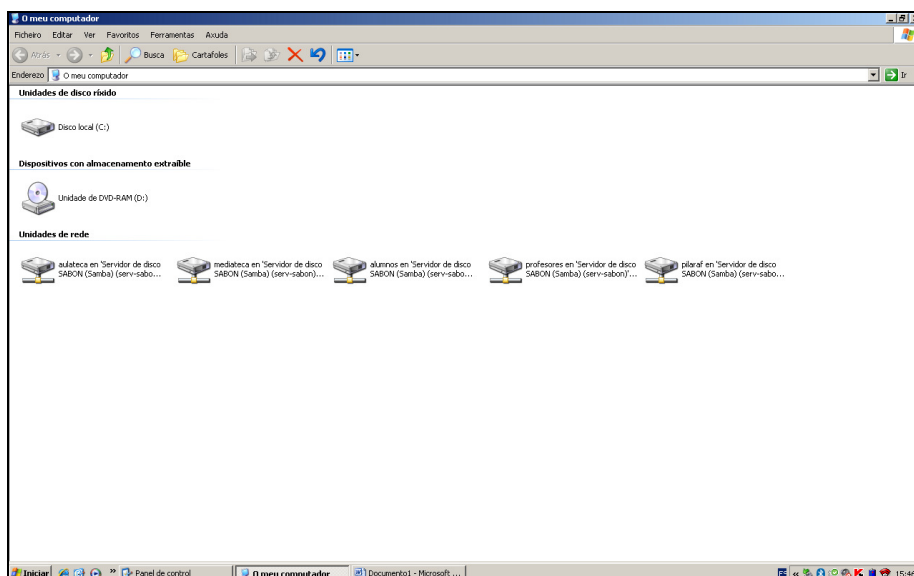 O meu computador
Ficheiro Editar Ver Favoritos Ferramentas Axuda
Atrás Busca Cartafoles
Enderezo O meu computador Ir
Unidades de disco ríxido
Disco local (C:)
Dispositivos con almacenamento extraíble
Unidade de DVD-RAM (D:)
Unidades de rede
aulateca en 'Servidor de disco
SABON (Samba) (serv-sabo...
mediateca en 'Servidor de disco
SABON (Samba) (serv-sabon)...
alumnos en 'Servidor de disco
SABON (Samba) (serv-sabo...
profesores en 'Servidor de disco
SABON (Samba) (serv-sabon)'...
pilaraf en 'Servidor de disco
SABON (Samba) (serv-sabo...
Iniciar » Panel de control O meu computador Documento1 - Microsoft ... ES « 15:46